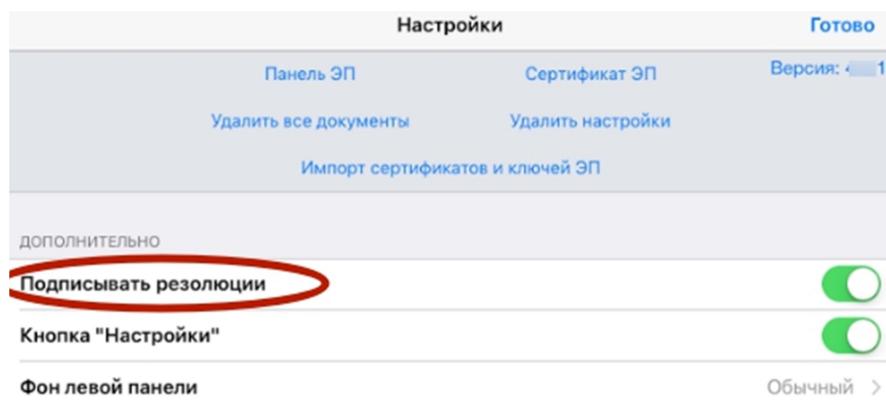 Настройки Готово
Панель ЭП Сертификат ЭП Версия:
Удалить все документы Удалить настройки
Импорт сертификатов и ключей ЭП
ДОПОЛНИТЕЛЬНО
Подписывать резолюции
Кнопка "Настройки"
Фон левой панели Обычный >